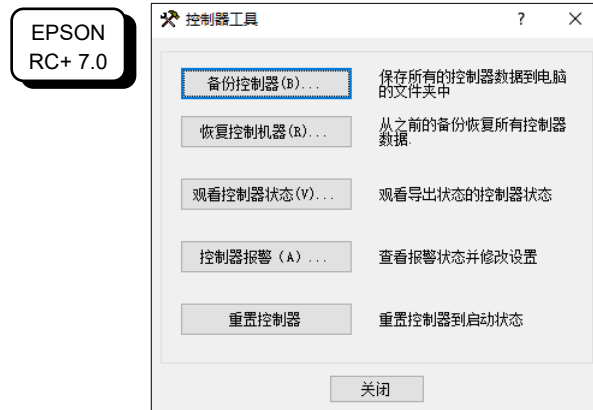 EPSON
RC+ 7.0
控制器工具
?
备份控制器(B)...
保存所有的控制器数据到电脑
的文件夹中
恢复控制机器(R)...
从之前的备份恢复所有控制器
数据.
观看控制器状态(V)...
观看导出状态的控制器状态
控制器报警 (A) ...
查看报警状态并修改设置
重置控制器
重置控制器到启动状态
关闭